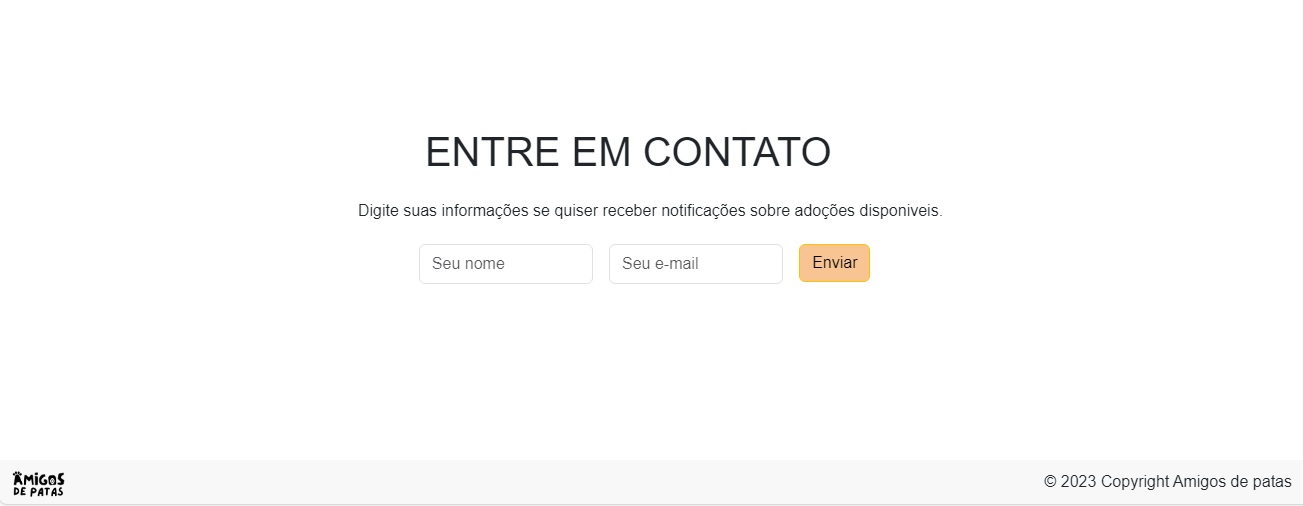 ENTRE EM CONTATO
Digite suas informações se quiser receber notificações sobre adoções disponiveis.
Seu nome
Seu e-mail
Enviar
AMIGOS
DE PATAS
© 2023 Copyright Amigos de patas